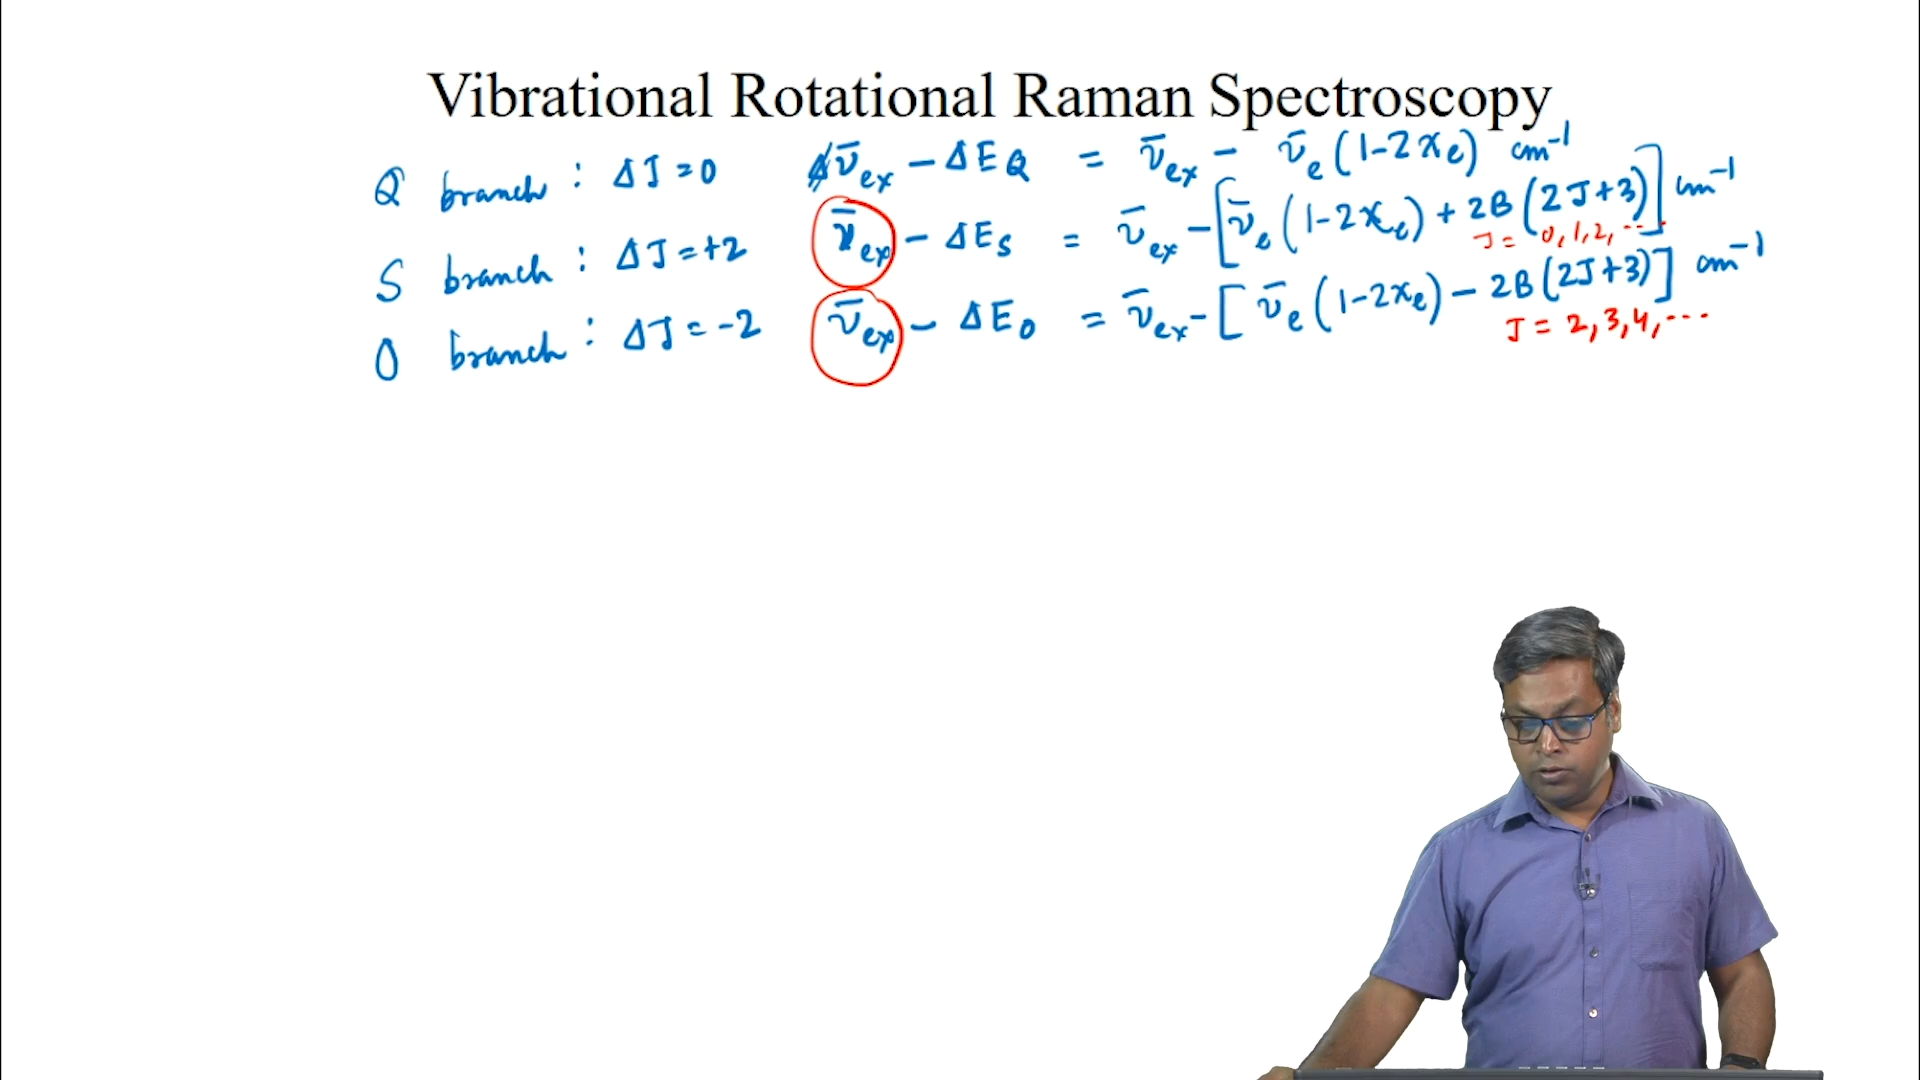 Vibrational Rotational Raman Spectroscopy
Q branch : ΔJ = 0 ν̄ex − ΔEQ = ν̄ex − ν̄e (1-2xe) cm⁻¹
S branch : ΔJ = +2 ν̄ex − ΔES = ν̄ex − [ν̄e (1-2xe) + 2B (2J+3)] cm⁻¹
J = 0, 1, 2, ...
O branch : ΔJ = -2 ν̄ex − ΔEO = ν̄ex − [ν̄e (1-2xe) − 2B (2J+3)] cm⁻¹
J = 2, 3, 4, ...